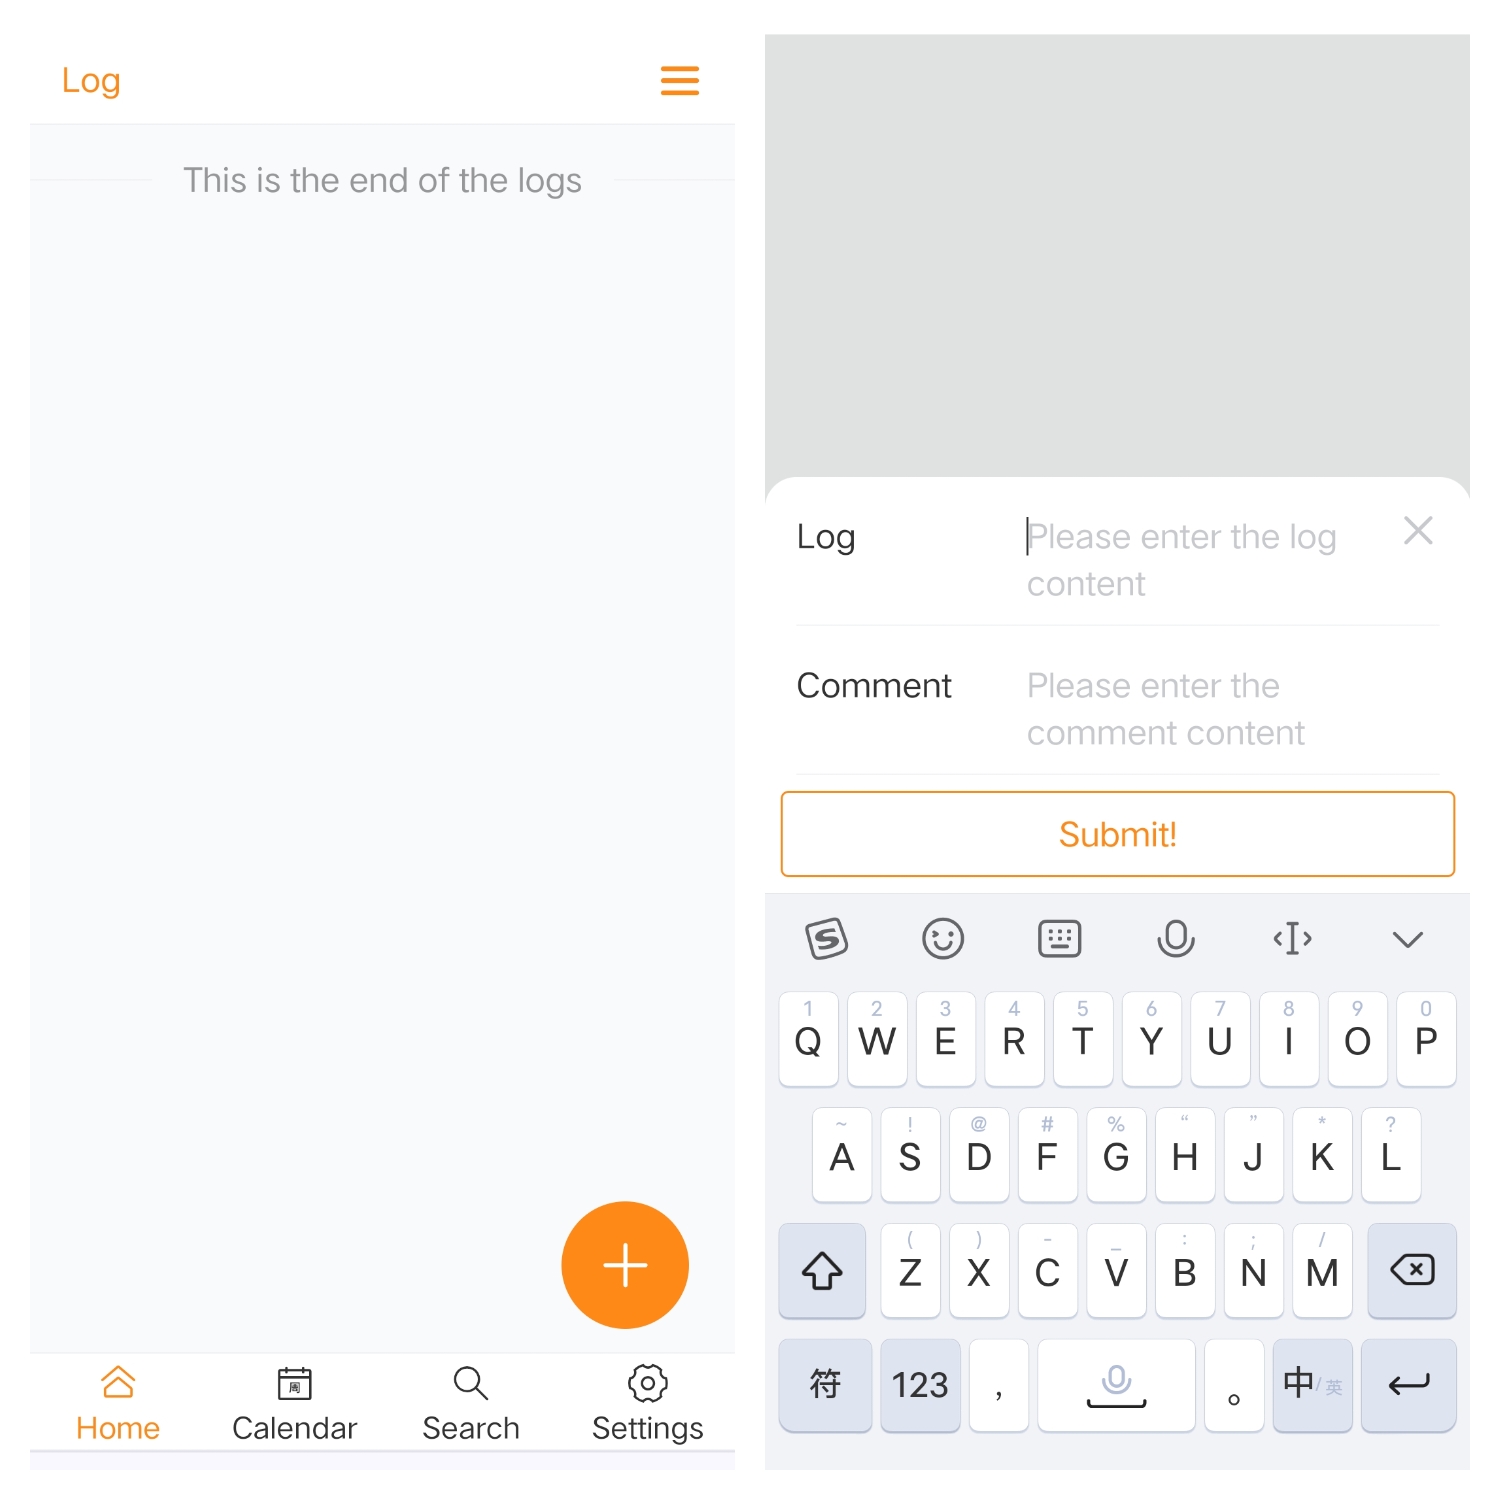 Log
This is the end of the logs
周
Home Calendar Search Settings
Log Please enter the log
content
Comment Please enter the
comment content
Submit!
S
1 2 3 4 5 6 7 8 9 0
Q W E R T Y U I O P
~ ! @ # % “ ” * ?
A S D F G H J K L
( ) - _ : ; /
Z X C V B N M
符 123 , 。 中/英